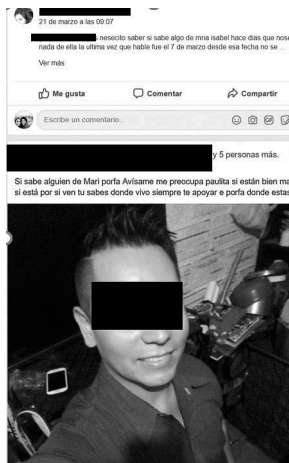 21 de marzo a las 09:07
nesecito saber si sabe algo de mria isabel hace dias que nose
nada de ella la ultima vez que hable fue el 7 de marzo desde esa fecha no se ...
Ver más
Me gusta Comentar Compartir
Escribe un comentario... GIF
y 5 personas más.
Si sabe alguien de Mari porfa Avísame me preocupa paulita si están bien ma
si está por si ven tu sabes donde vivo siempre te apoyar e porfa donde estas